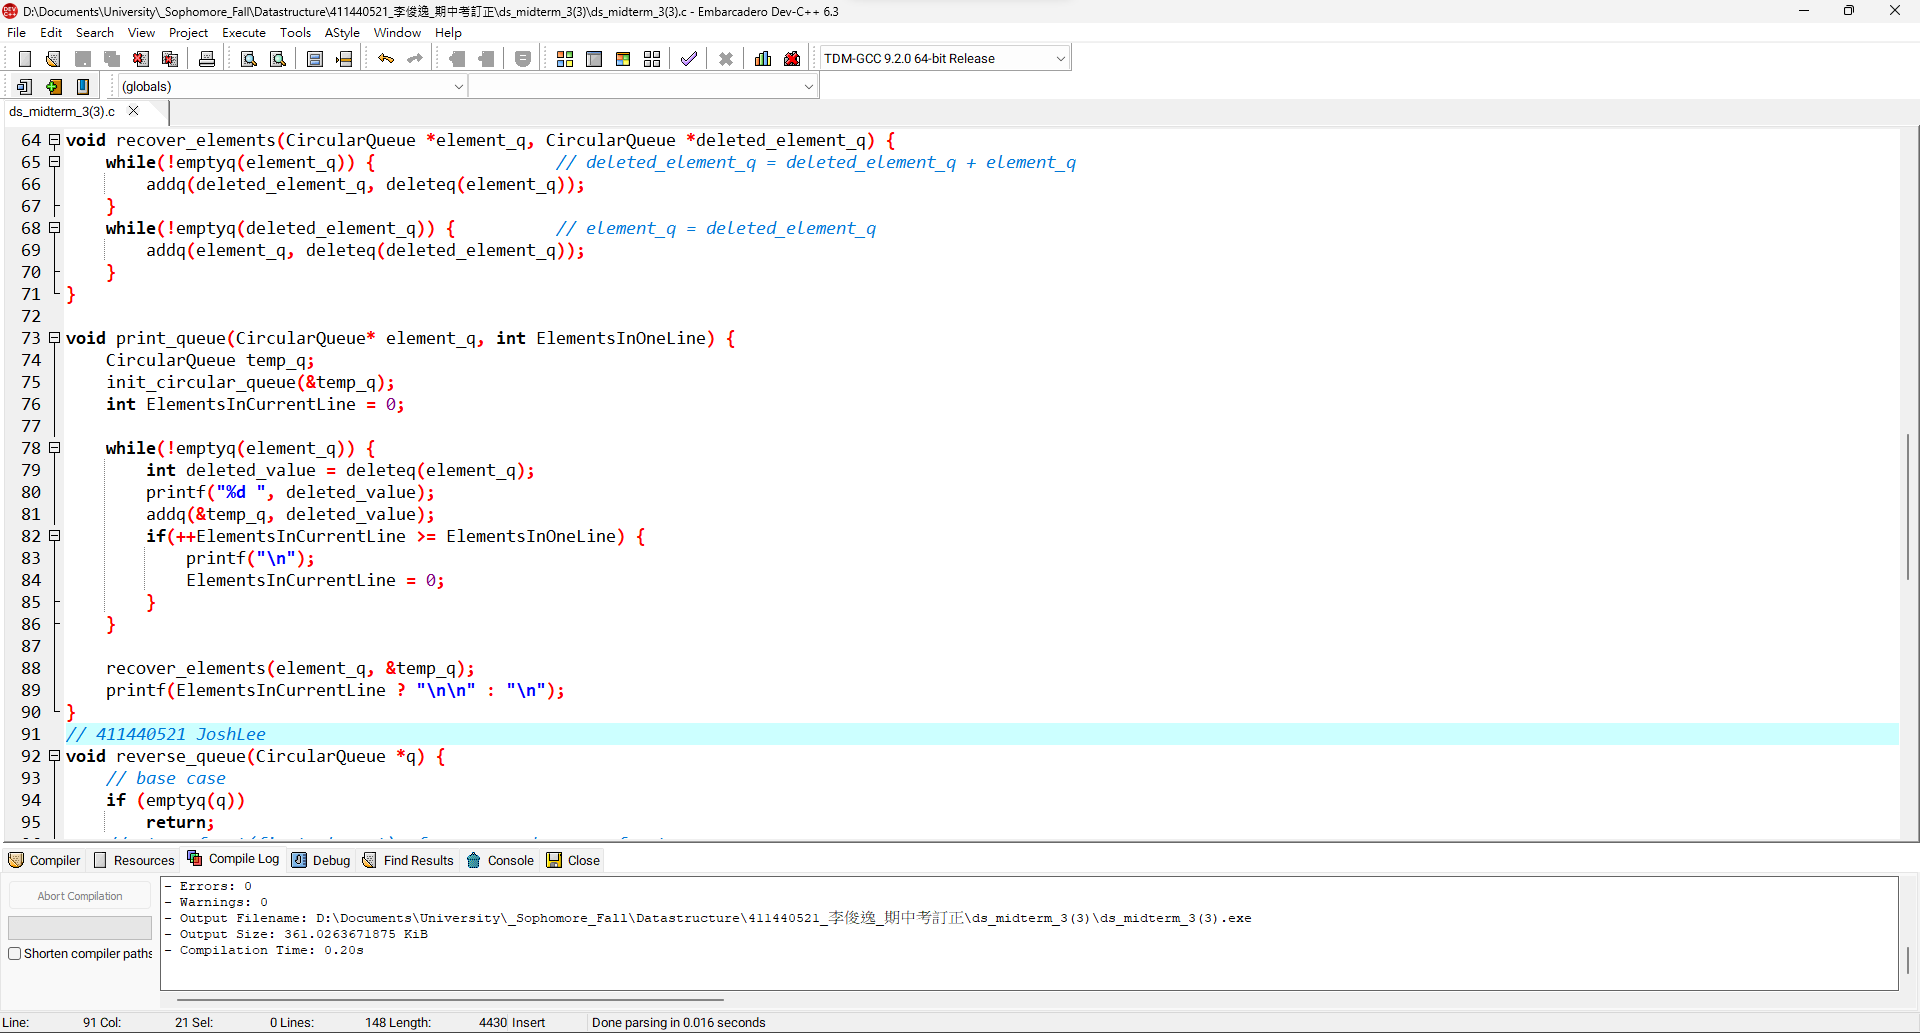 D:\Documents\University\_Sophomore_Fall\Datastructure\411440521_李俊逸_期中考訂正\ds_midterm_3(3)\ds_midterm_3(3).c - Embarcadero Dev-C++ 6.3
File Edit Search View Project Execute Tools AStyle Window Help
TDM-GCC 9.2.0 64-bit Release
(globals)
ds_midterm_3(3).c
64 void recover_elements(CircularQueue *element_q, CircularQueue *deleted_element_q) {
65 while(!emptyq(element_q)) { // deleted_element_q = deleted_element_q + element_q
66 addq(deleted_element_q, deleteq(element_q));
67 }
68 while(!emptyq(deleted_element_q)) { // element_q = deleted_element_q
69 addq(element_q, deleteq(deleted_element_q));
70 }
71 }
72
73 void print_queue(CircularQueue* element_q, int ElementsInOneLine) {
74 CircularQueue temp_q;
75 init_circular_queue(&temp_q);
76 int ElementsInCurrentLine = 0;
77
78 while(!emptyq(element_q)) {
79 int deleted_value = deleteq(element_q);
80 printf("%d ", deleted_value);
81 addq(&temp_q, deleted_value);
82 if(++ElementsInCurrentLine >= ElementsInOneLine) {
83 printf("\n");
84 ElementsInCurrentLine = 0;
85 }
86 }
87
88 recover_elements(element_q, &temp_q);
89 printf(ElementsInCurrentLine ? "\n\n" : "\n");
90 }
91 // 411440521 JoshLee
92 void reverse_queue(CircularQueue *q) {
93 // base case
94 if (emptyq(q))
95 return;
Compiler Resources Compile Log Debug Find Results Console Close
Abort Compilation
Shorten compiler paths
- Errors: 0
- Warnings: 0
- Output Filename: D:\Documents\University\_Sophomore_Fall\Datastructure\411440521_李俊逸_期中考訂正\ds_midterm_3(3)\ds_midterm_3(3).exe
- Output Size: 361.0263671875 KiB
- Compilation Time: 0.20s
Line: 91 Col: 21 Sel: 0 Lines: 148 Length: 4430 Insert Done parsing in 0.016 seconds